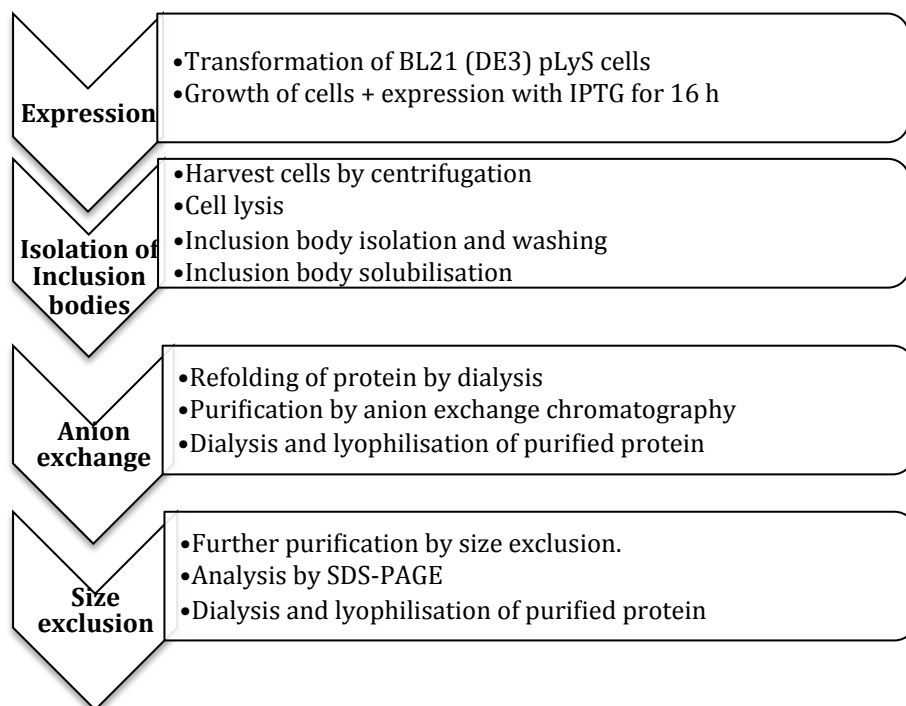 Expression
•Transformation of BL21 (DE3) pLyS cells
•Growth of cells + expression with IPTG for 16 h
Isolation of
Inclusion
bodies
•Harvest cells by centrifugation
•Cell lysis
•Inclusion body isolation and washing
•Inclusion body solubilisation
Anion
exchange
•Refolding of protein by dialysis
•Purification by anion exchange chromatography
•Dialysis and lyophilisation of purified protein
Size
exclusion
•Further purification by size exclusion.
•Analysis by SDS-PAGE
•Dialysis and lyophilisation of purified protein